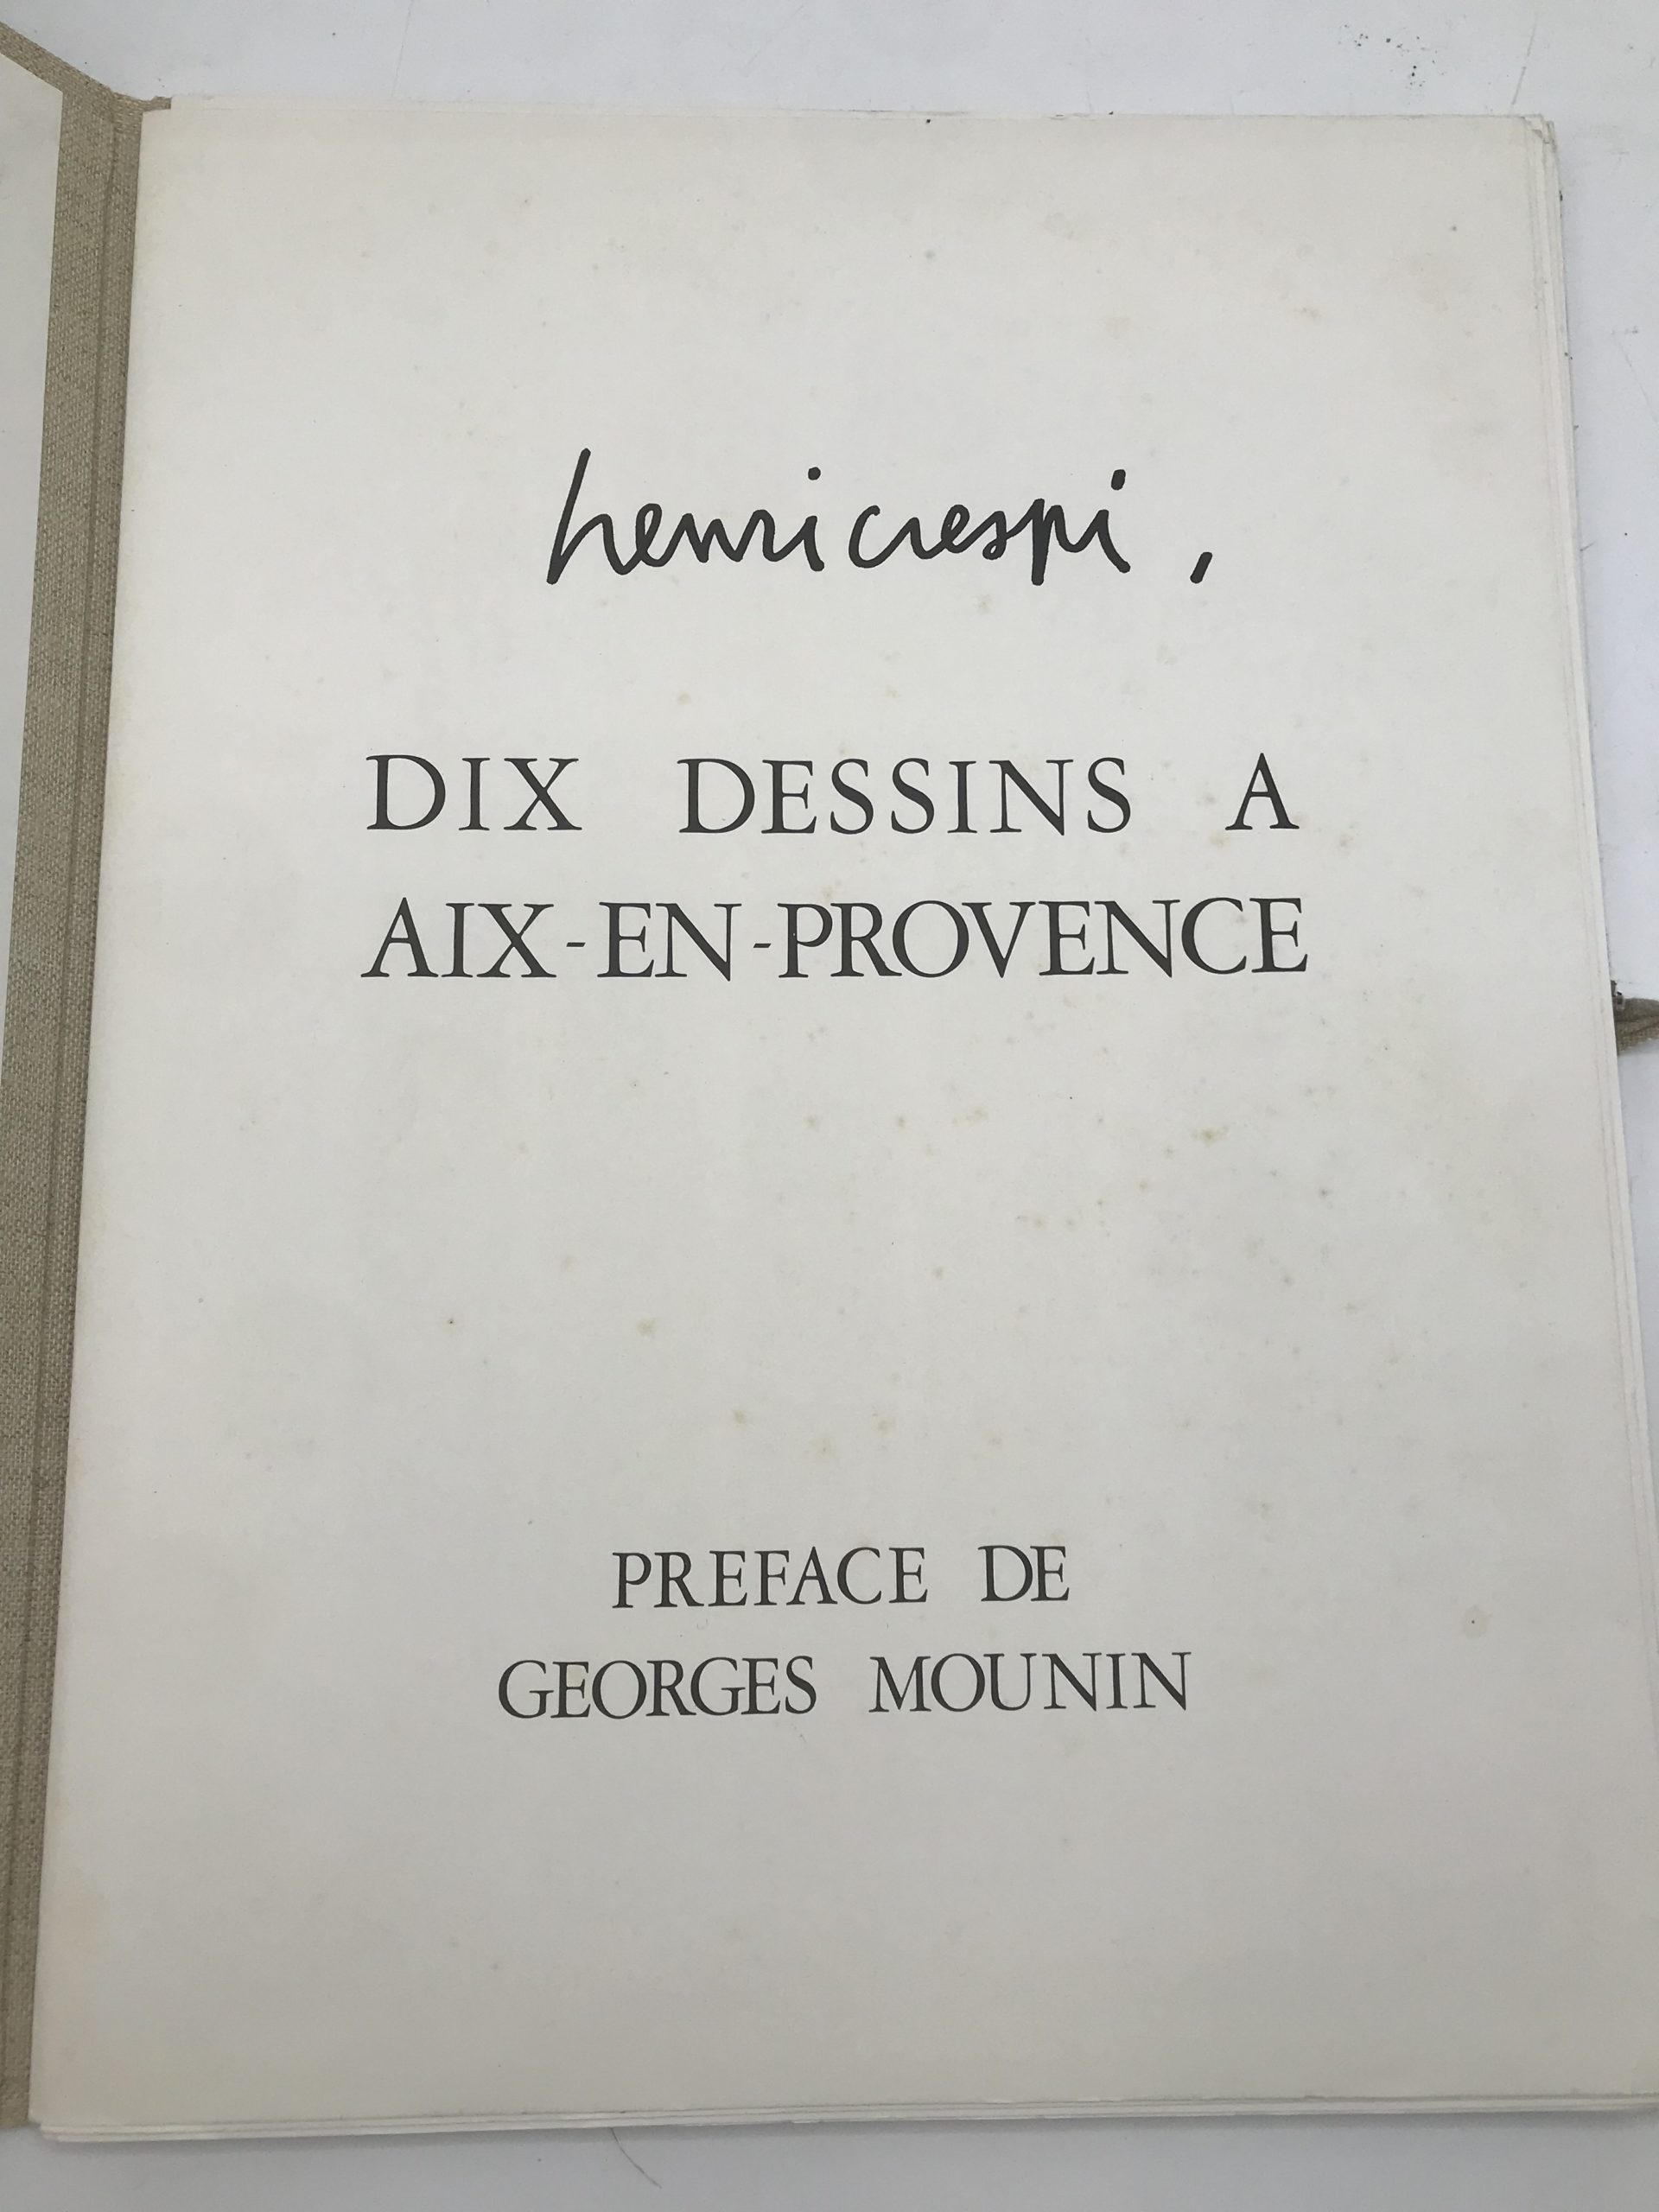 henri crespi,
DIX DESSINS A
AIX-EN-PROVENCE
PREFACE DE
GEORGES MOUNIN